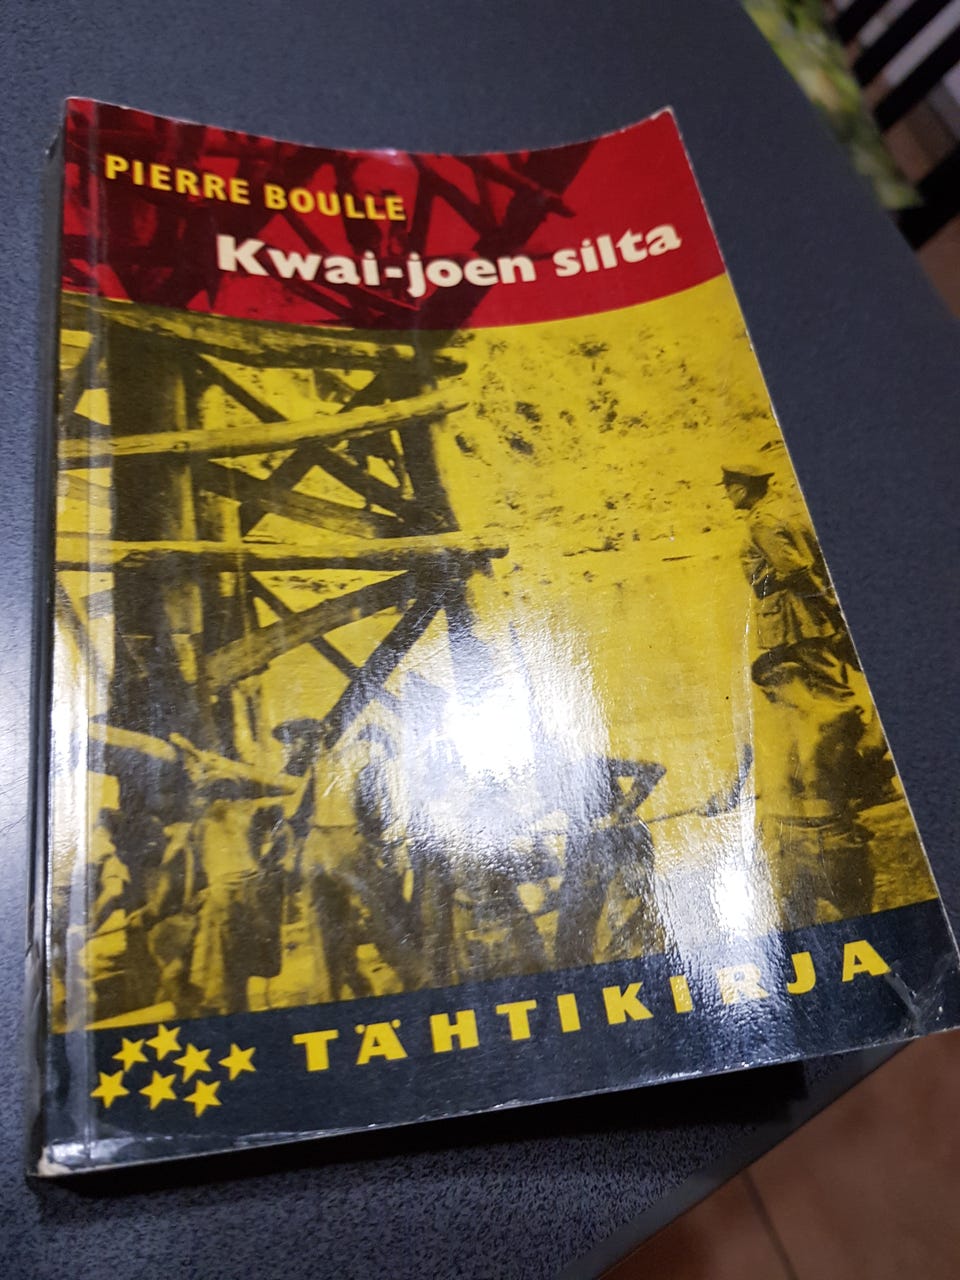 PIERRE BOULLE
Kwai-joen silta
TÄHTIKIRJA